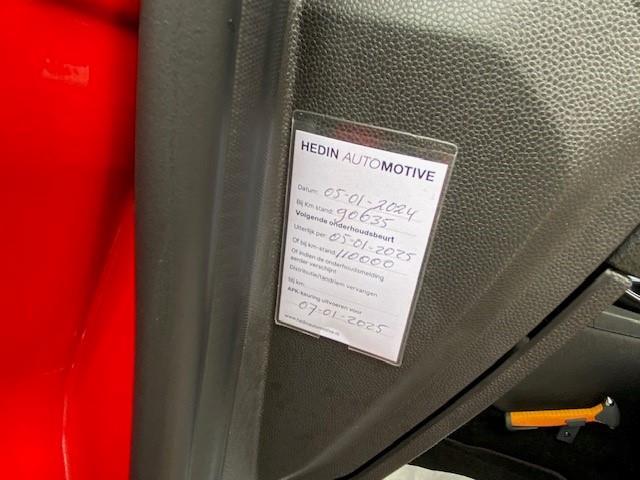 HEDIN AUTOMOTIVE
Datum: 05-01-2024
Bij Km stand: 90635
Volgende onderhoudsbeurt
Uiterlijk per: 05-01-2025
Of bij km-stand: 110000
Of indien de onderhoudsmelding
eerder verschijnt
Distributie(tand)riem vervangen
bij km:
APK-keuring uitvoeren voor
07-01-2025
www.hedinautomotive.nl